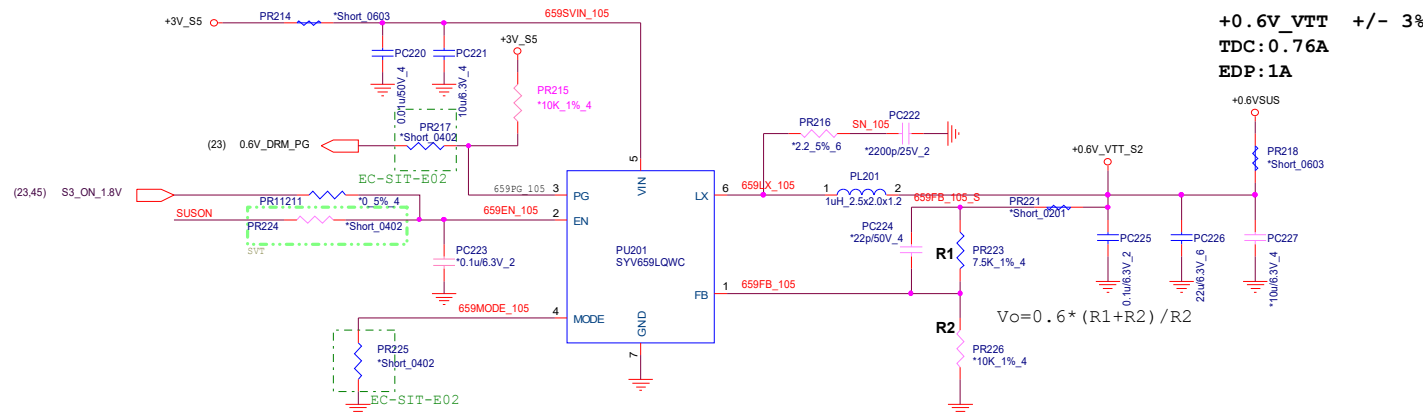 +0.6V_VTT +/- 3%
TDC:0.76A
EDP:1A
+3V_S5
PR214
*Short_0603
659SVIN_105
PC220
0.01u/50V_4
PC221
10u/6.3V_4
+3V_S5
PR215
*10K_1%_4
(23) 0.6V_DRM_PG
PR217
*Short_0402
EC-SIT-E02
(23,45) S3_ON_1.8V
PR11211
*0_5%_4
SUSON
PR224
*Short_0402
SVT
659PG_105
659EN_105
PC223
*0.1u/6.3V_2
659MODE_105
PR225
*Short_0402
EC-SIT-E02
5
VIN
3
PG
2
EN
4
MODE
PU201
SYV659LQWC
GND
7
LX
6
FB
1
659LX_105
PR216
*2.2_5%_6
SN_105
PC222
*2200p/25V_2
1
PL201
2
1uH_2.5x2.0x1.2
659FB_105_S
PR221
*Short_0201
PC224
*22p/50V_4
R1
PR223
7.5K_1%_4
659FB_105
R2
PR226
*10K_1%_4
+0.6VSUS
PR218
*Short_0603
+0.6V_VTT_S2
PC225
0.1u/6.3V_2
PC226
22u/6.3V_6
PC227
*10u/6.3V_4
Vo=0.6*(R1+R2)/R2